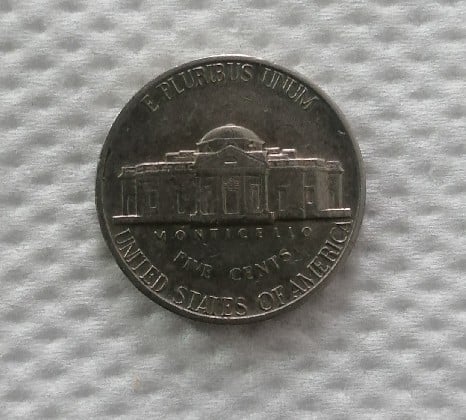 E PLURIBUS UNUM
MONTICELLO
FIVE CENTS
UNITED STATES OF AMERICA